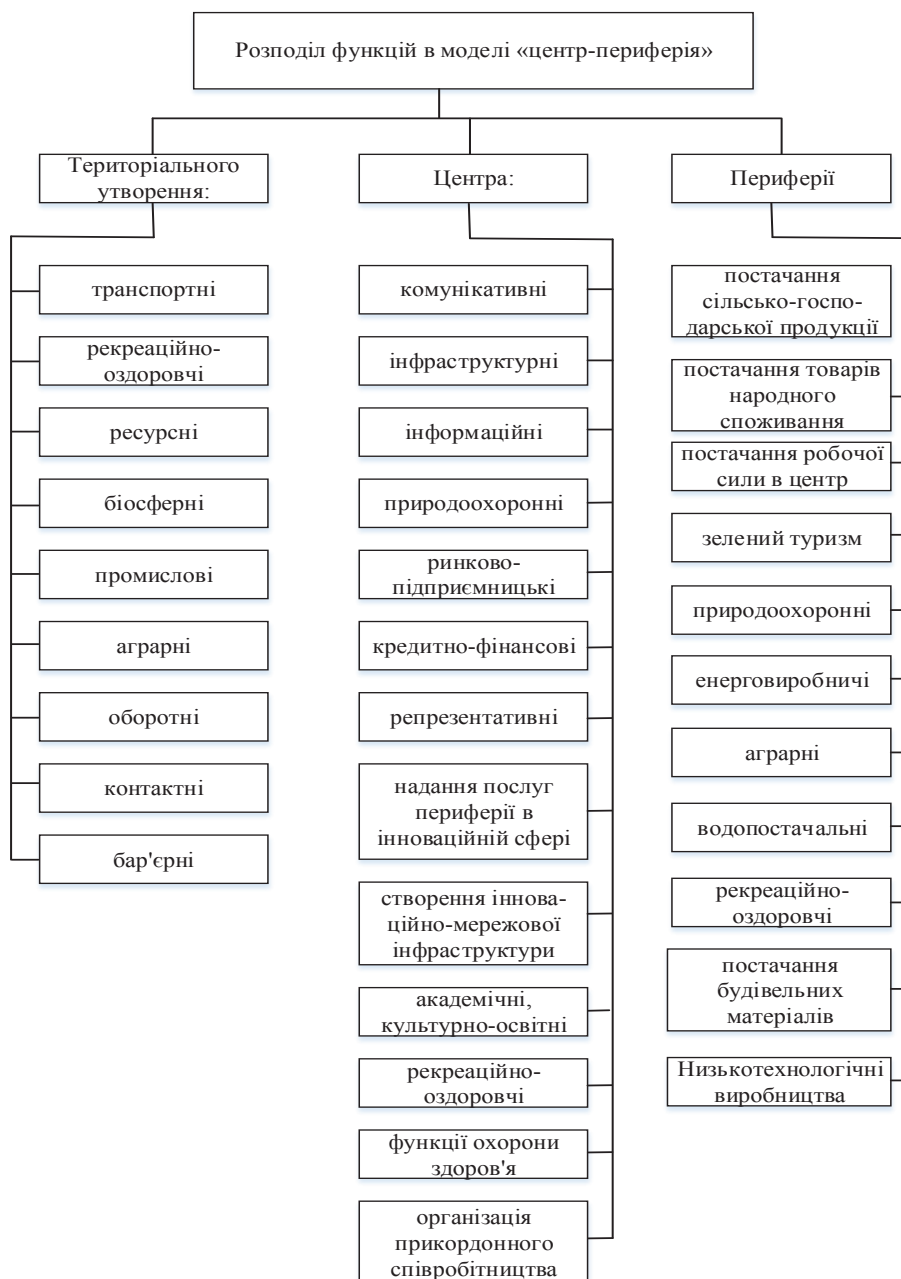 Розподіл функцій в моделі «центр-периферія»
Територіального
утворення:
транспортні
рекреаційно-
оздоровчі
ресурсні
біосферні
промислові
аграрні
оборотні
контактні
бар'єрні
Центра:
комунікативні
інфраструктурні
інформаційні
природоохоронні
ринково-
підприємницькі
кредитно-фінансові
репрезентативні
надання послуг
периферії в
інноваційній сфері
створення іннова-
ційно-мережової
інфраструктури
академічні,
культурно-освітні
рекреаційно-
оздоровчі
функції охорони
здоров'я
організація
прикордонного
співробітництва
Периферії
постачання
сільсько-госпо-
дарської продукції
постачання товарів
народного
споживання
постачання робочої
сили в центр
зелений туризм
природоохоронні
енерговиробничі
аграрні
водопостачальні
рекреаційно-
оздоровчі
постачання
будівельних
матеріалів
Низькотехнологічні
виробництва